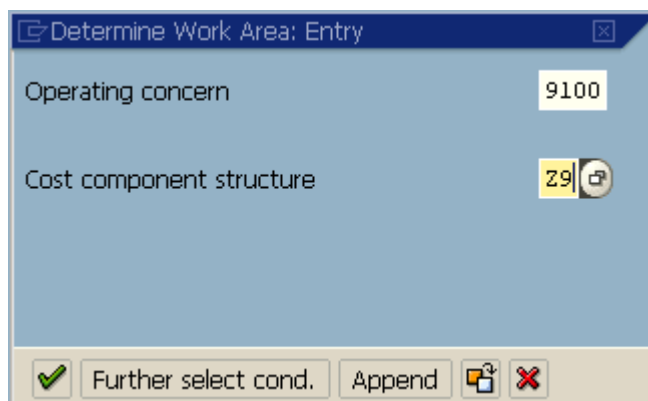 Determine Work Area: Entry
Operating concern 9100
Cost component structure Z9
Further select cond. Append